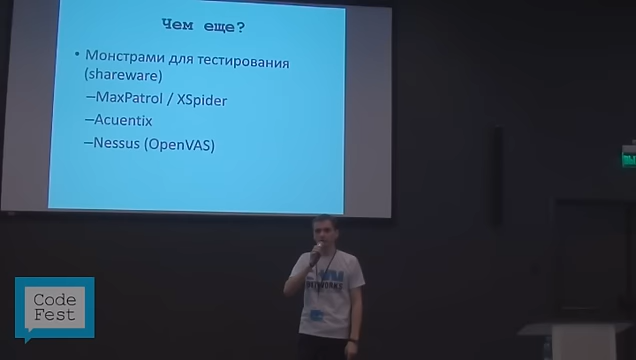 Чем еще?
• Монстрами для тестирования
(shareware)
–MaxPatrol / XSpider
–Acuentix
–Nessus (OpenVAS)
Code
Fest